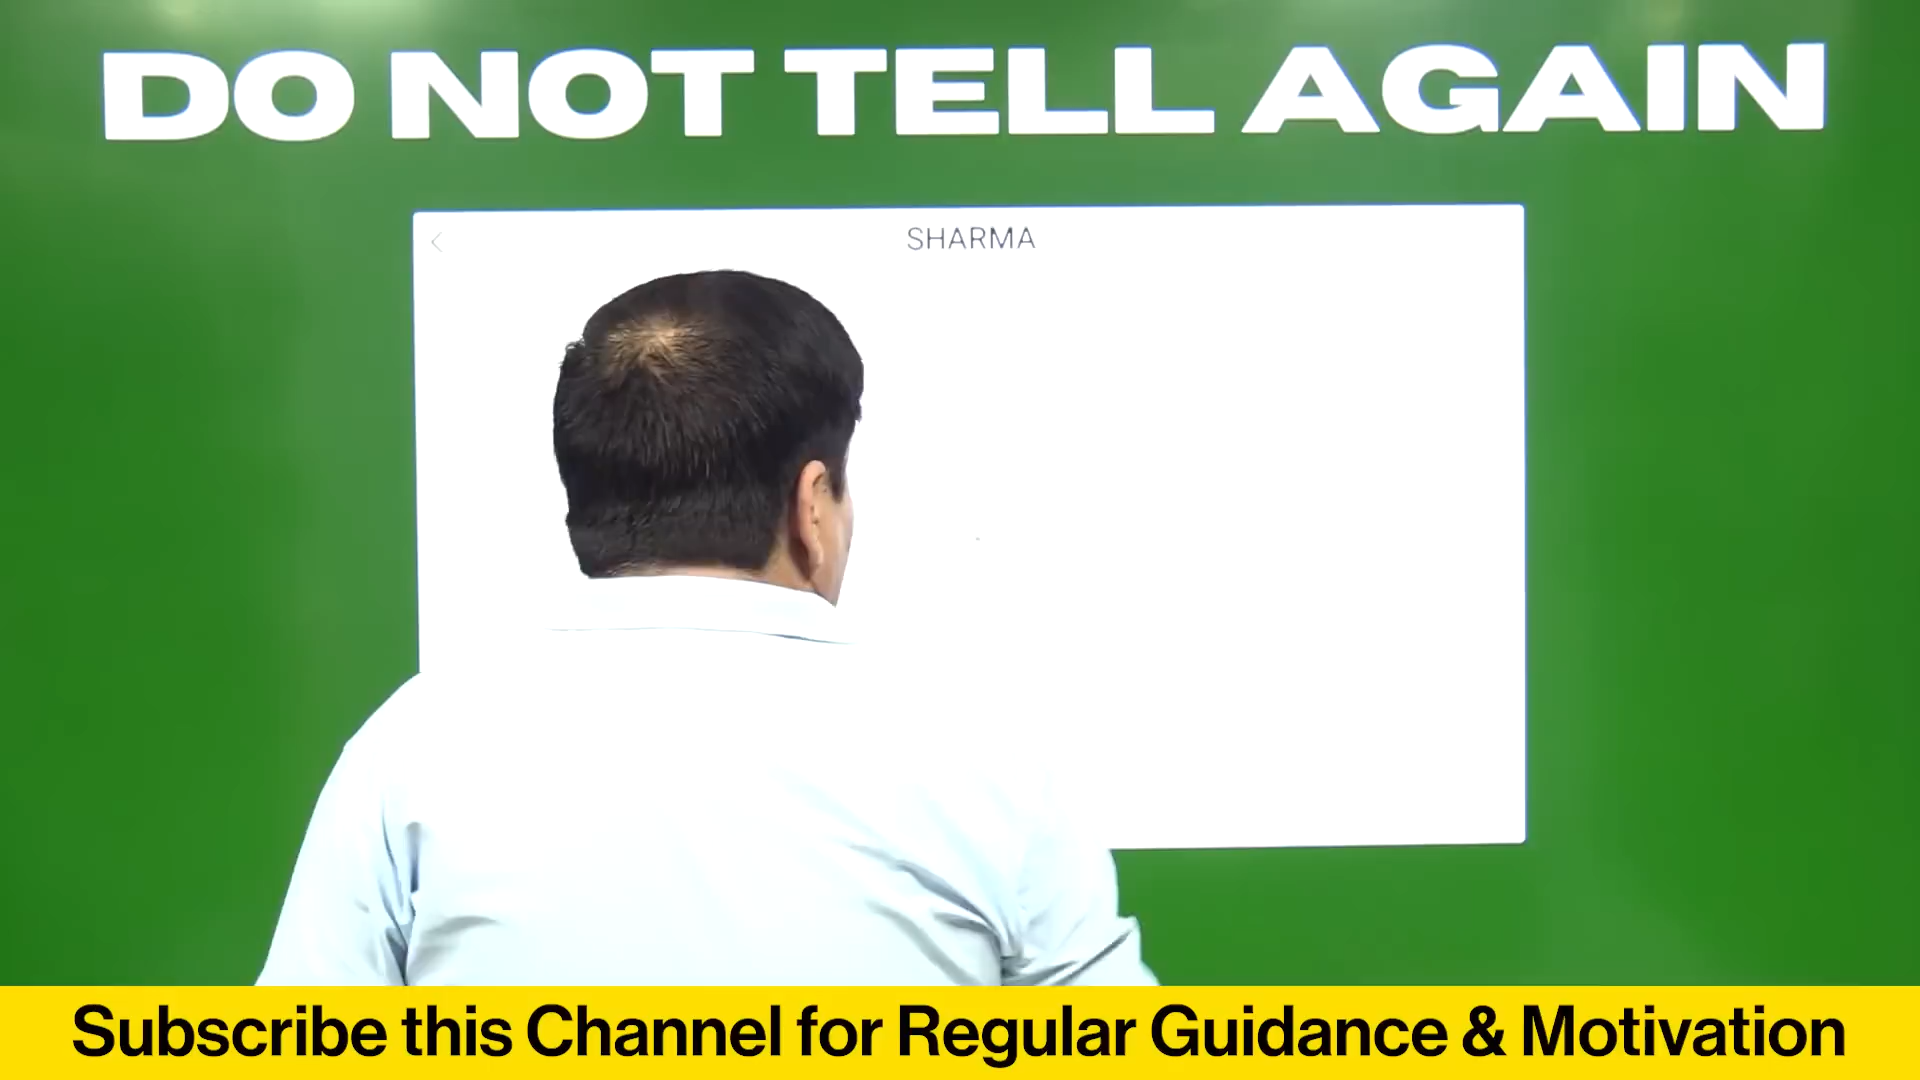 DO NOT TELL AGAIN
SHARMA
Subscribe this Channel for Regular Guidance & Motivation